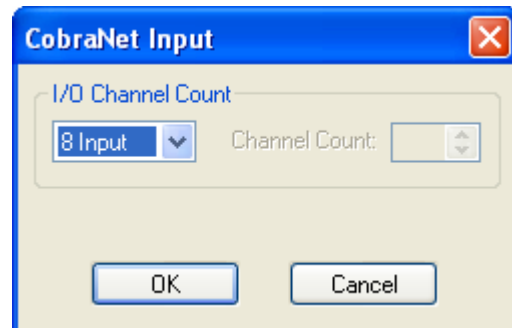 CobraNet Input
I/O Channel Count
8 Input Channel Count:
OK Cancel